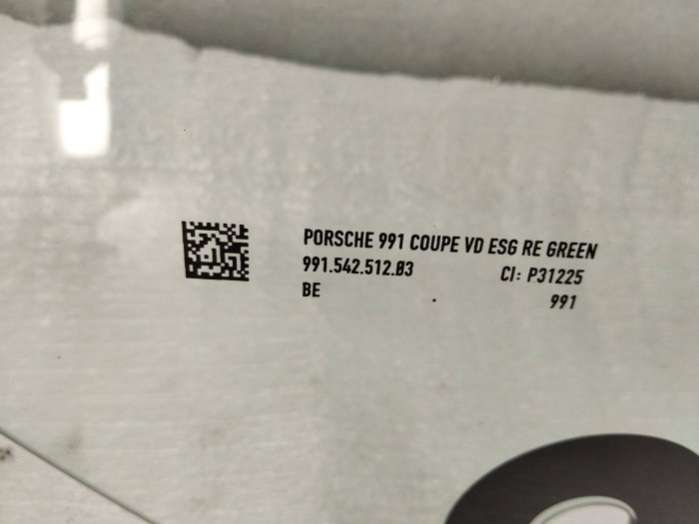 PORSCHE 991 COUPE VD ESG RE GREEN
991.542.512.03 CI: P31225
BE 991